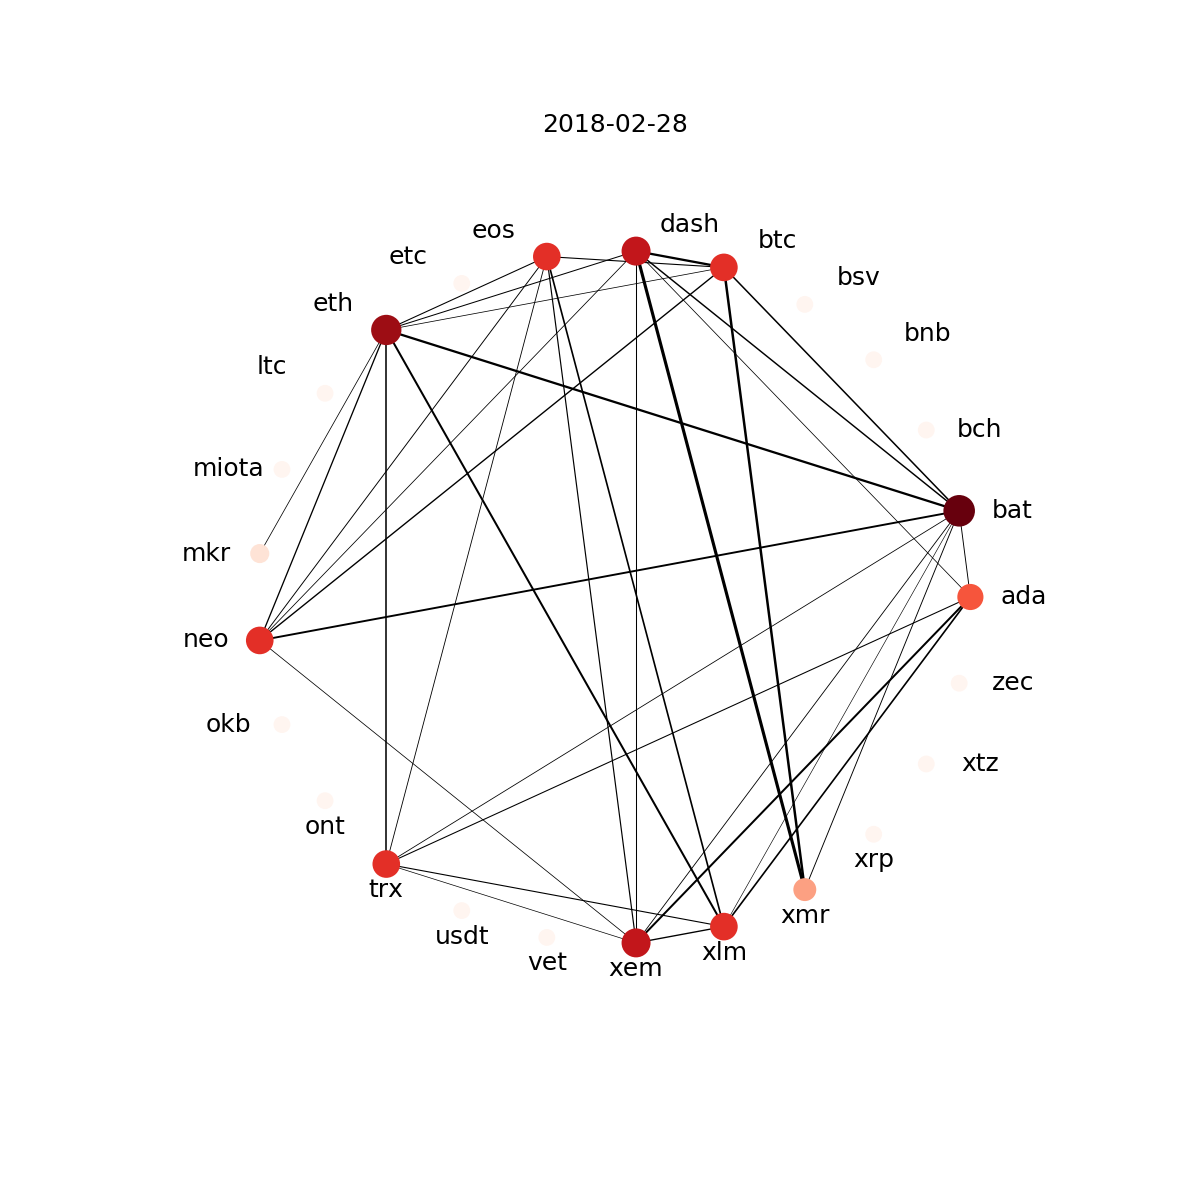 2018-02-28
dash
eos
btc
etc
bsv
eth
bnb
ltc
bch
miota
bat
mkr
ada
neo
zec
okb
xtz
ont
xrp
trx
xmr
usdt
xlm
vet
xem